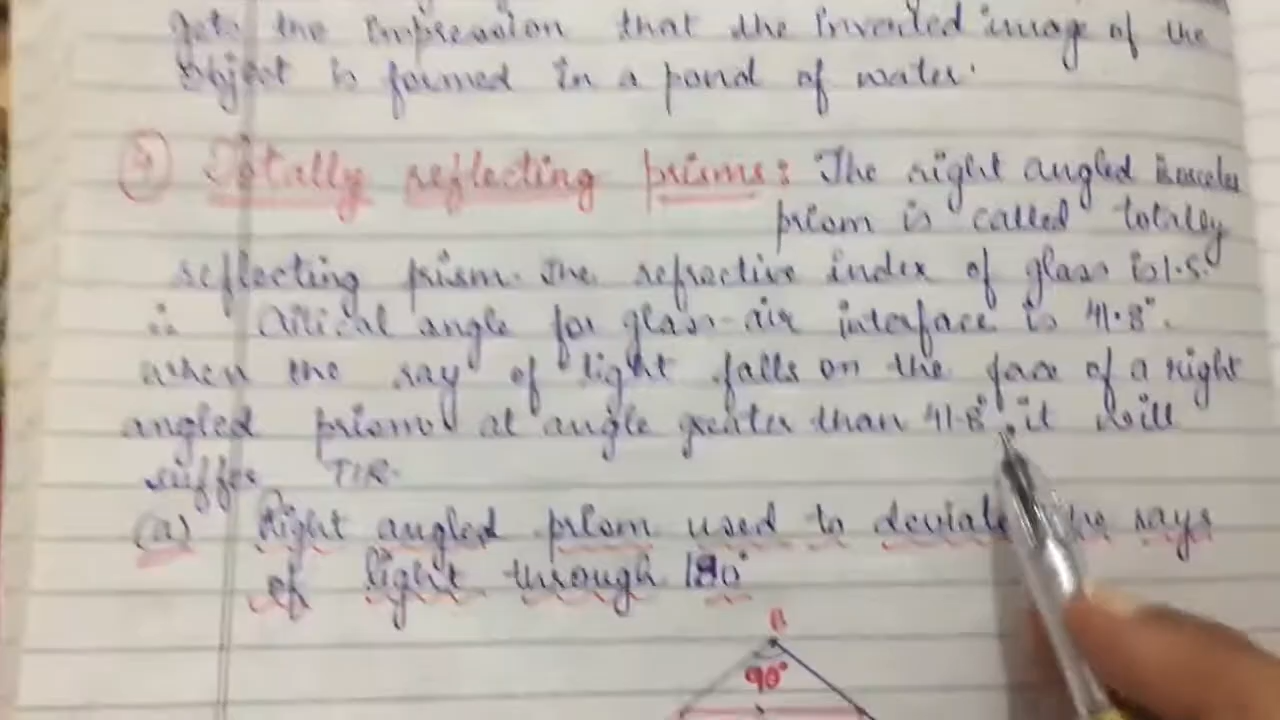 gets the impression that the inverted image of the
object is formed in a pond of water.
4 Totally reflecting prisms: The right angled isosceles
prism is called totally
reflecting prism. The refractive index of glass is 1.5.
∴ Critical angle for glass-air interface is 41.8°.
when the ray of light falls on the face of a right
angled prism at angle greater than 41.8°, it will
suffer TIR.
(a) Right angled prism used to deviate the rays
of light through 180°
B
90°